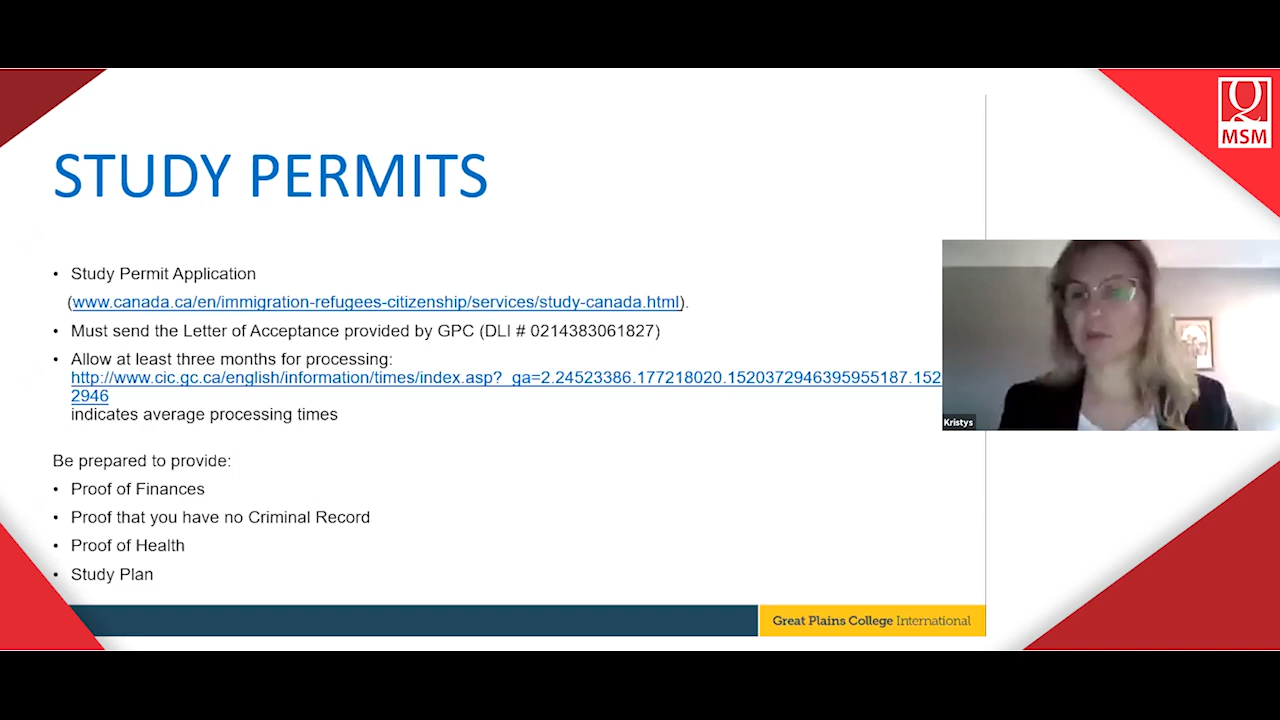 STUDY PERMITS
• Study Permit Application
(www.canada.ca/en/immigration-refugees-citizenship/services/study-canada.html).
• Must send the Letter of Acceptance provided by GPC (DLI # 0214383061827)
• Allow at least three months for processing:
http://www.cic.gc.ca/english/information/times/index.asp?_ga=2.24523386.177218020.1520372946395955187.152
2946
indicates average processing times
Be prepared to provide:
• Proof of Finances
• Proof that you have no Criminal Record
• Proof of Health
• Study Plan
Great Plains College International
MSM
Kristys